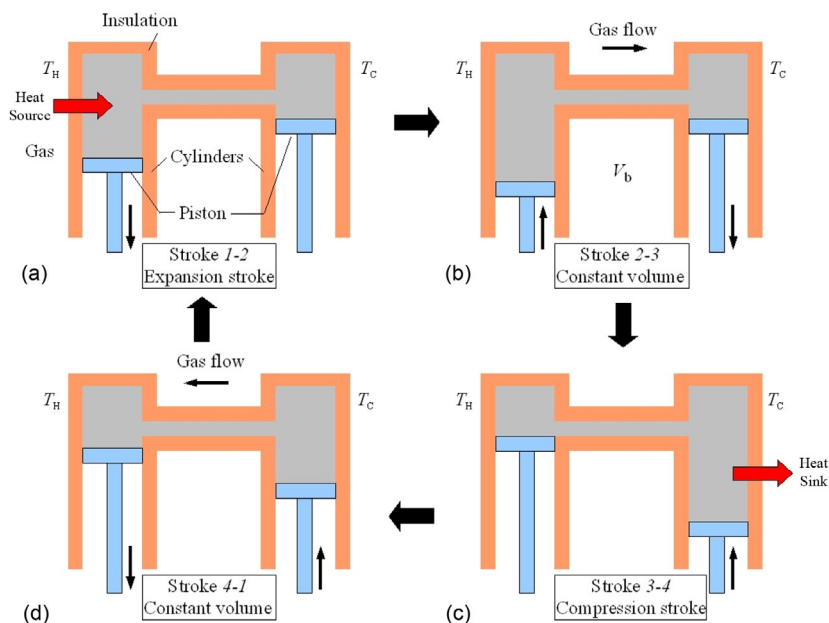 Insulation
T_H
T_C
Heat
Source
Gas
Cylinders
Piston
Stroke 1-2
Expansion stroke
(a)
Gas flow
T_H
T_C
V_b
Stroke 2-3
Constant volume
(b)
Gas flow
T_H
T_C
Stroke 4-1
Constant volume
(d)
T_H
T_C
Heat
Sink
Stroke 3-4
Compression stroke
(c)